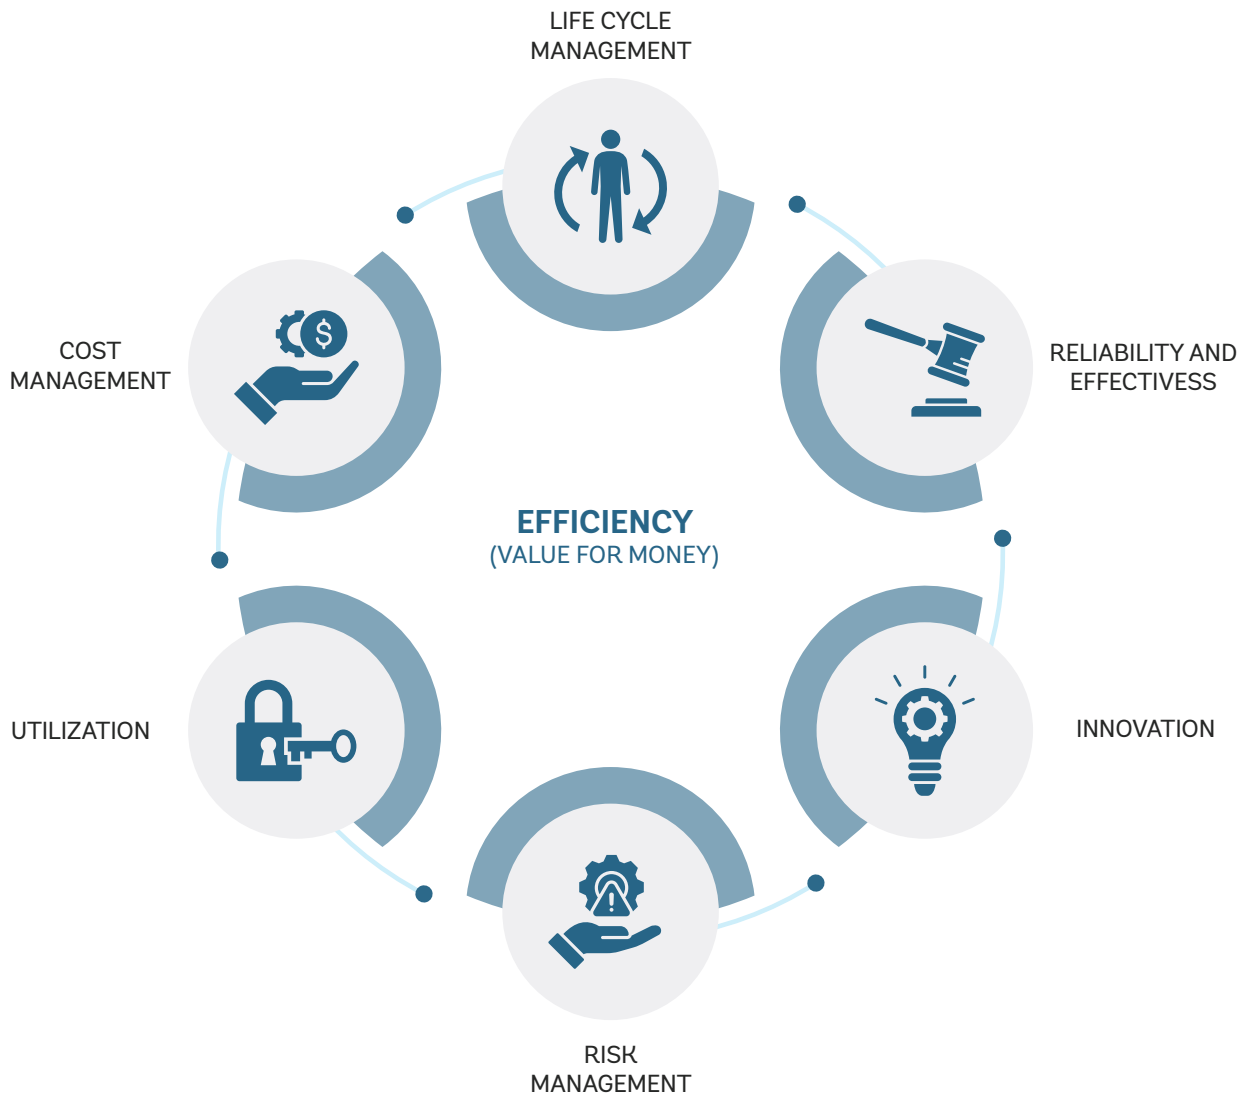 LIFE CYCLE
MANAGEMENT
COST
MANAGEMENT
RELIABILITY AND
EFFECTIVESS
EFFICIENCY
(VALUE FOR MONEY)
UTILIZATION
INNOVATION
RISK
MANAGEMENT
$
!